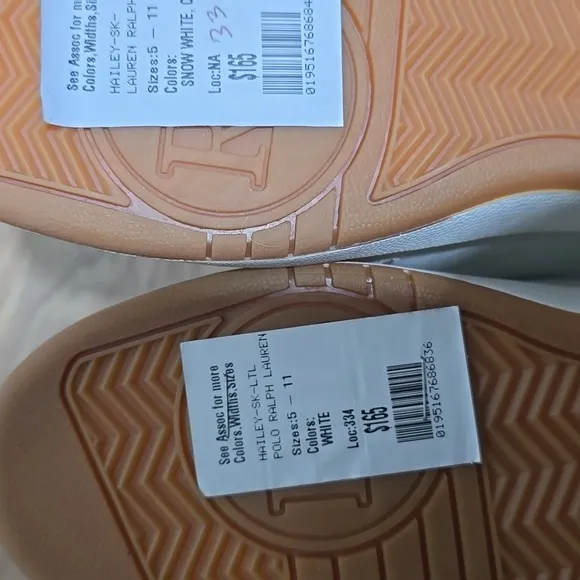 See Assoc for more
Colors,Widths,Siz
HAILEY-SK-
LAUREN RALPH
Sizes:5 - 11
Colors:
SNOW WHITE, C
Loc:NA 33
$165
See Assoc for more
Colors,Widths,Sizes
HAILEY-SK-LTL
POLO RALPH LAUREN
Sizes:5 - 11
Colors:
WHITE
Loc:334
$165
0195167686836